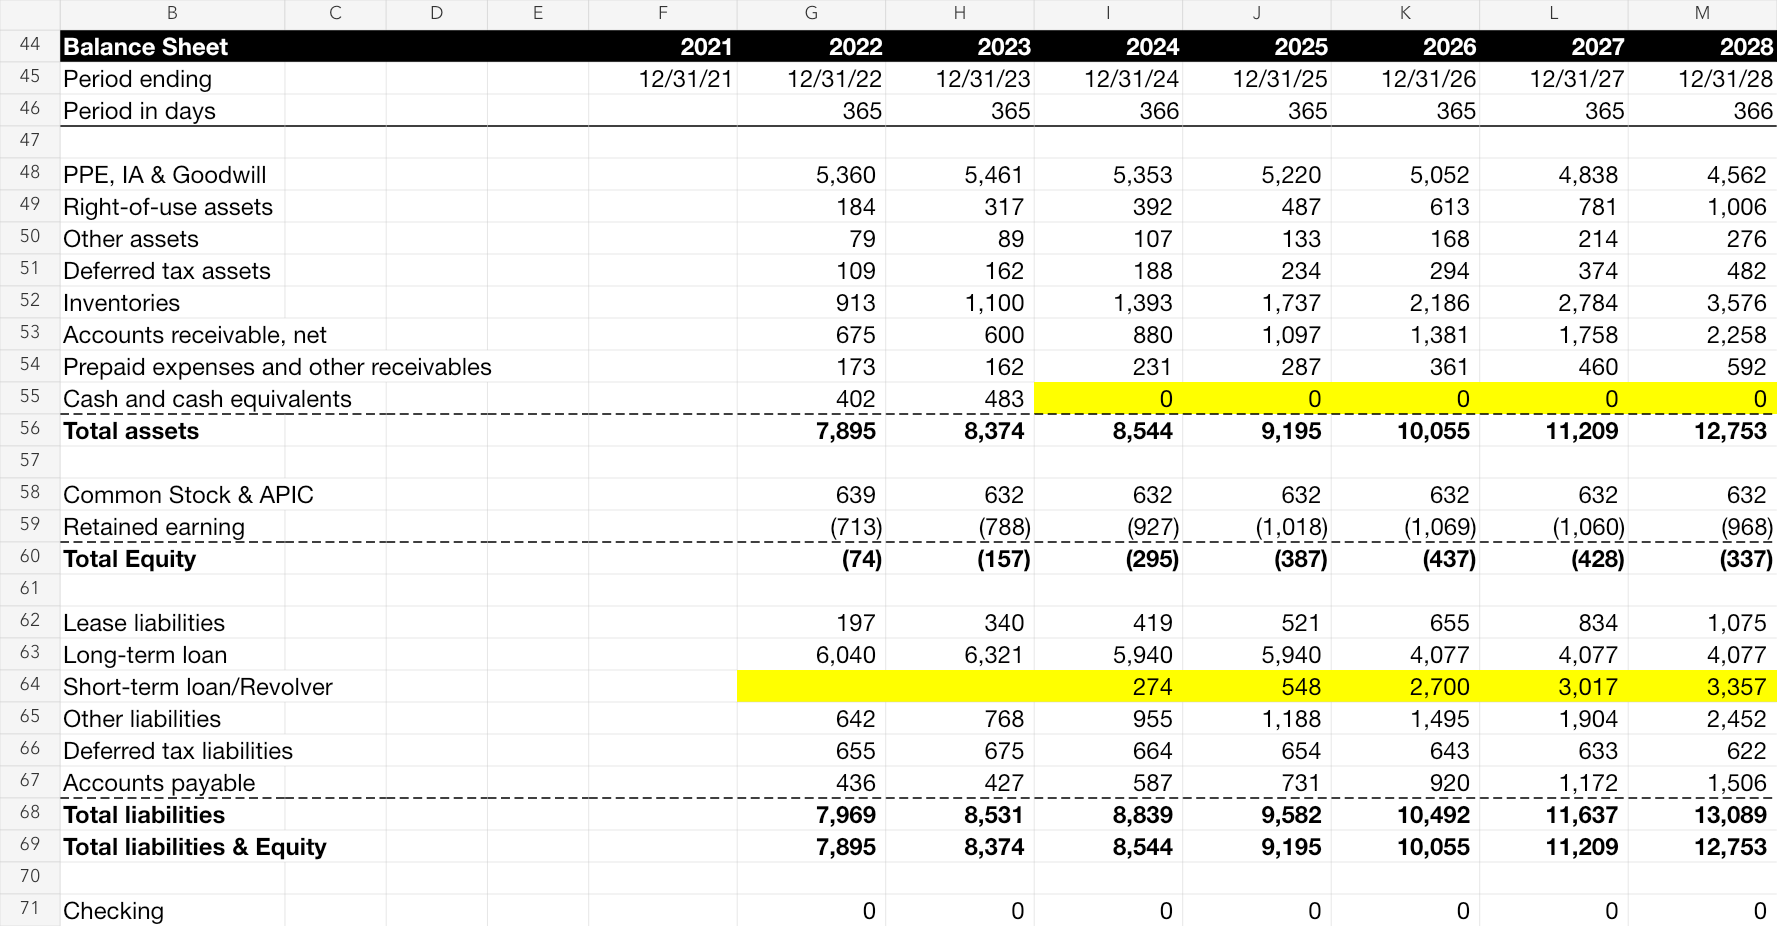 B C D E F G H I J K L M
44 Balance Sheet 2021 2022 2023 2024 2025 2026 2027 2028
45 Period ending 12/31/21 12/31/22 12/31/23 12/31/24 12/31/25 12/31/26 12/31/27 12/31/28
46 Period in days 365 365 366 365 365 365 366
47
48 PPE, IA & Goodwill 5,360 5,461 5,353 5,220 5,052 4,838 4,562
49 Right-of-use assets 184 317 392 487 613 781 1,006
50 Other assets 79 89 107 133 168 214 276
51 Deferred tax assets 109 162 188 234 294 374 482
52 Inventories 913 1,100 1,393 1,737 2,186 2,784 3,576
53 Accounts receivable, net 675 600 880 1,097 1,381 1,758 2,258
54 Prepaid expenses and other receivables 173 162 231 287 361 460 592
55 Cash and cash equivalents 402 483 0 0 0 0 0
56 Total assets 7,895 8,374 8,544 9,195 10,055 11,209 12,753
57
58 Common Stock & APIC 639 632 632 632 632 632 632
59 Retained earning (713) (788) (927) (1,018) (1,069) (1,060) (968)
60 Total Equity (74) (157) (295) (387) (437) (428) (337)
61
62 Lease liabilities 197 340 419 521 655 834 1,075
63 Long-term loan 6,040 6,321 5,940 5,940 4,077 4,077 4,077
64 Short-term loan/Revolver 274 548 2,700 3,017 3,357
65 Other liabilities 642 768 955 1,188 1,495 1,904 2,452
66 Deferred tax liabilities 655 675 664 654 643 633 622
67 Accounts payable 436 427 587 731 920 1,172 1,506
68 Total liabilities 7,969 8,531 8,839 9,582 10,492 11,637 13,089
69 Total liabilities & Equity 7,895 8,374 8,544 9,195 10,055 11,209 12,753
70
71 Checking 0 0 0 0 0 0 0